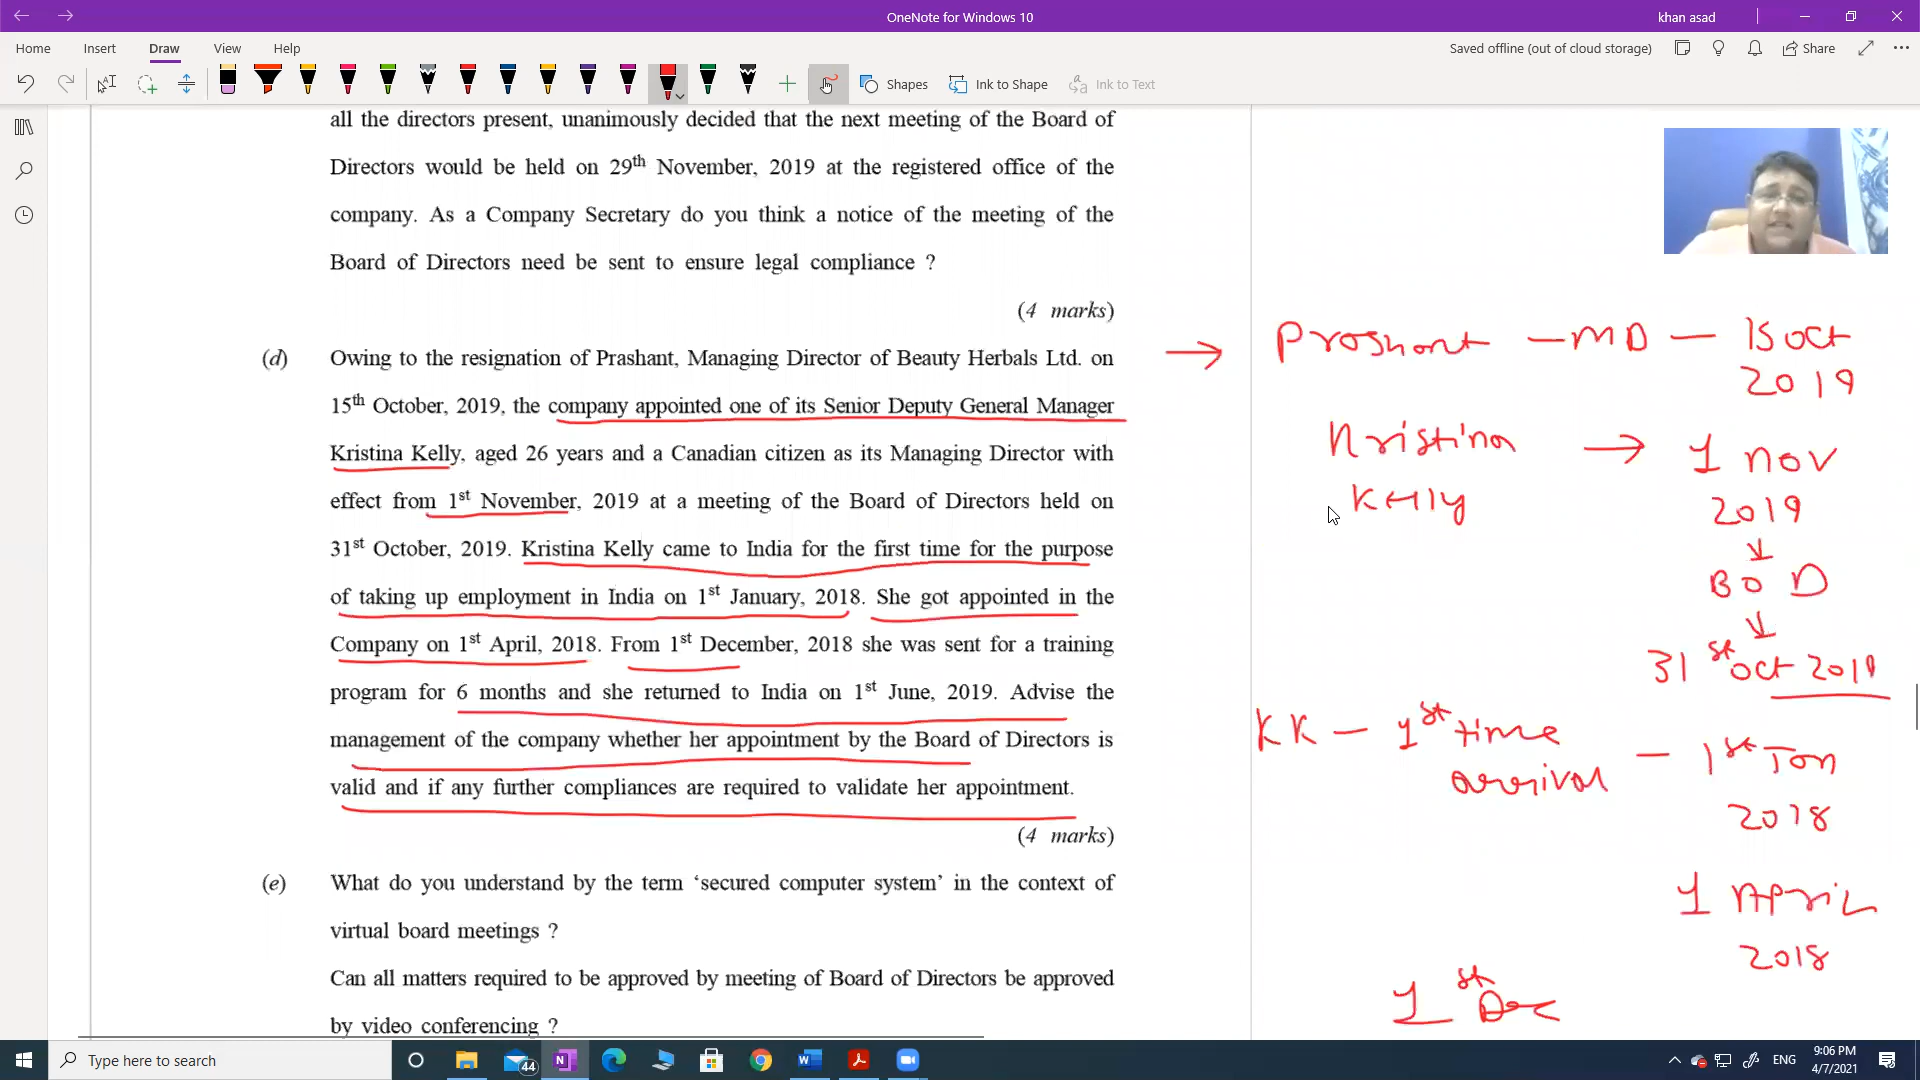 OneNote for Windows 10
khan asad
Home Insert Draw View Help
Saved offline (out of cloud storage)
Share
Shapes
Ink to Shape
Ink to Text
all the directors present, unanimously decided that the next meeting of the Board of
Directors would be held on 29th November, 2019 at the registered office of the
company. As a Company Secretary do you think a notice of the meeting of the
Board of Directors need be sent to ensure legal compliance ?
(4 marks)
(d) Owing to the resignation of Prashant, Managing Director of Beauty Herbals Ltd. on
15th October, 2019, the company appointed one of its Senior Deputy General Manager
Kristina Kelly, aged 26 years and a Canadian citizen as its Managing Director with
effect from 1st November, 2019 at a meeting of the Board of Directors held on
31st October, 2019. Kristina Kelly came to India for the first time for the purpose
of taking up employment in India on 1st January, 2018. She got appointed in the
Company on 1st April, 2018. From 1st December, 2018 she was sent for a training
program for 6 months and she returned to India on 1st June, 2019. Advise the
management of the company whether her appointment by the Board of Directors is
valid and if any further compliances are required to validate her appointment.
(4 marks)
(e) What do you understand by the term ‘secured computer system’ in the context of
virtual board meetings ?
Can all matters required to be approved by meeting of Board of Directors be approved
by video conferencing ?
→ Prashant – MD – 15 Oct
2019
Kristina → 1 Nov
Kelly 2019
↓
BOD
↓
31st Oct 2019
KK – 1st time
arrival – 1st Jan
2018
1 April
2018
1st Dec
Type here to search
44
ENG
9:06 PM
4/7/2021